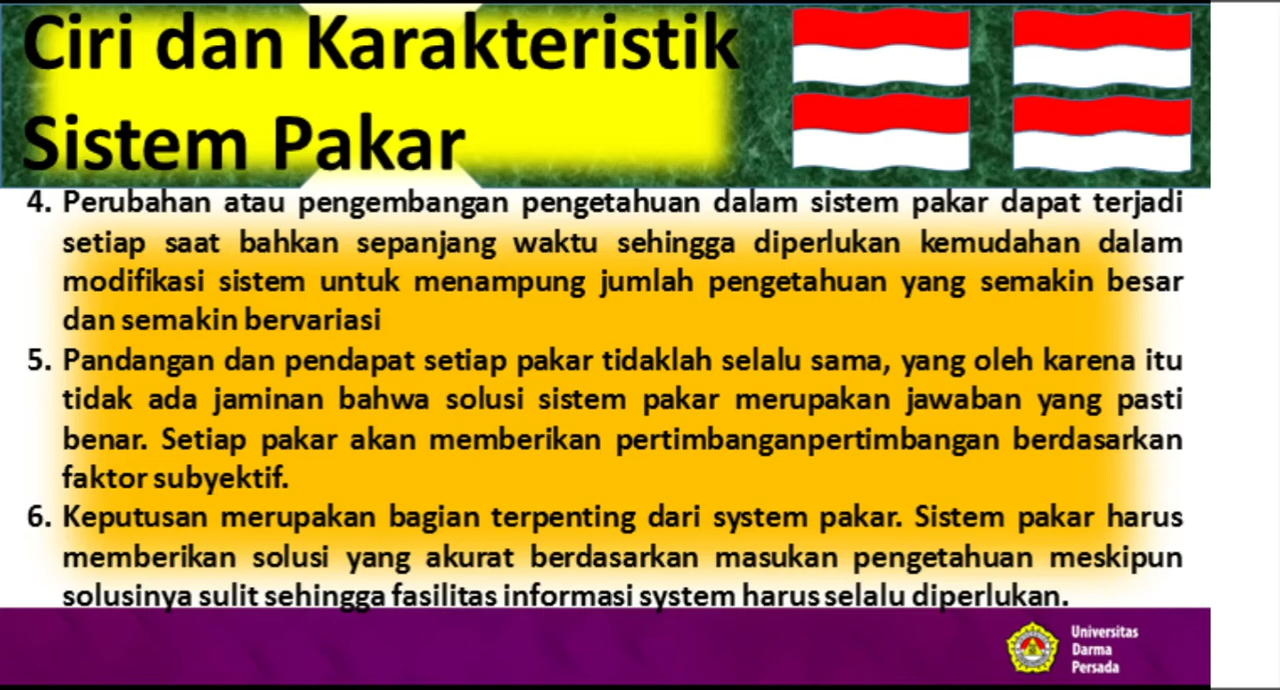 Ciri dan Karakteristik
Sistem Pakar
4. Perubahan atau pengembangan pengetahuan dalam sistem pakar dapat terjadi
setiap saat bahkan sepanjang waktu sehingga diperlukan kemudahan dalam
modifikasi sistem untuk menampung jumlah pengetahuan yang semakin besar
dan semakin bervariasi
5. Pandangan dan pendapat setiap pakar tidaklah selalu sama, yang oleh karena itu
tidak ada jaminan bahwa solusi sistem pakar merupakan jawaban yang pasti
benar. Setiap pakar akan memberikan pertimbanganpertimbangan berdasarkan
faktor subyektif.
6. Keputusan merupakan bagian terpenting dari system pakar. Sistem pakar harus
memberikan solusi yang akurat berdasarkan masukan pengetahuan meskipun
solusinya sulit sehingga fasilitas informasi system harus selalu diperlukan.
Universitas
Darma
Persada